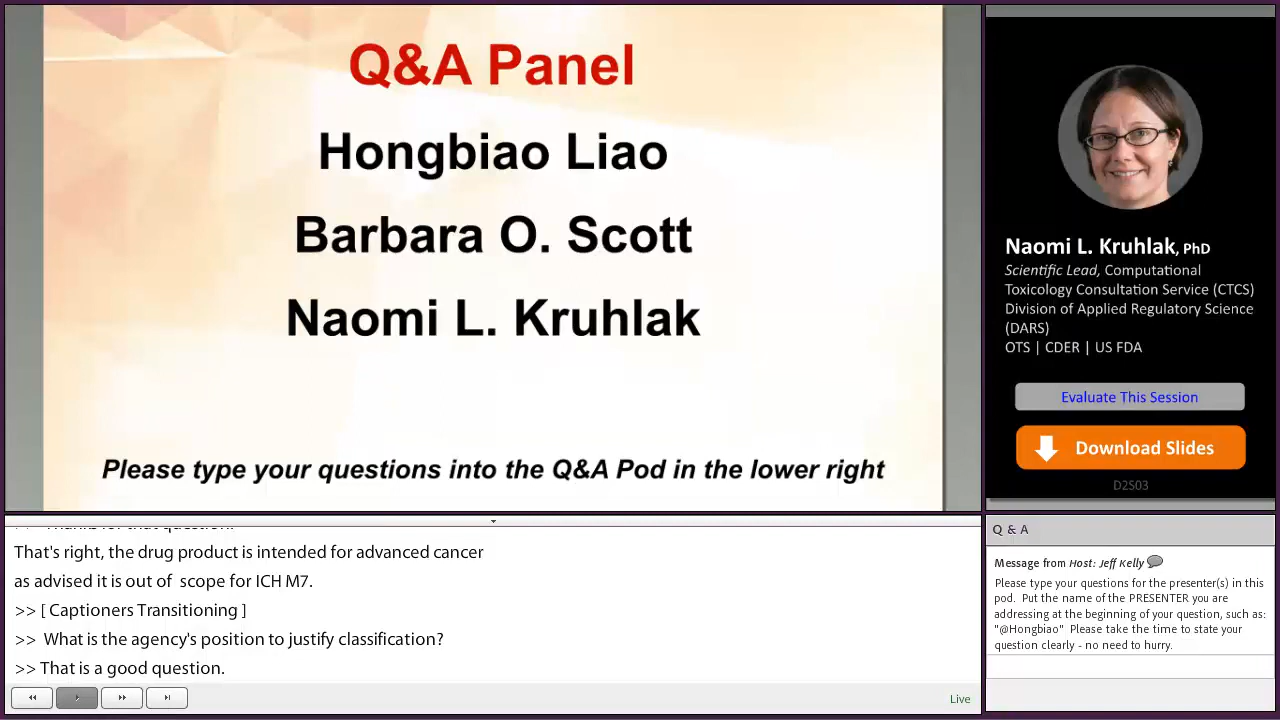 Q&A Panel
Hongbiao Liao
Barbara O. Scott
Naomi L. Kruhlak
Please type your questions into the Q&A Pod in the lower right
Naomi L. Kruhlak, PhD
Scientific Lead, Computational
Toxicology Consultation Service (CTCS)
Division of Applied Regulatory Science
(DARS)
OTS | CDER | US FDA
Evaluate This Session
Download Slides
D2S03
>> Thanks for that question.
That's right, the drug product is intended for advanced cancer
as advised it is out of scope for ICH M7.
>> [ Captioners Transitioning ]
>> What is the agency's position to justify classification?
>> That is a good question.
Live
Q & A
Message from Host: Jeff Kelly
Please type your questions for the presenter(s) in this
pod. Put the name of the PRESENTER you are
addressing at the beginning of your question, such as:
"@Hongbiao" Please take the time to state your
question clearly - no need to hurry.